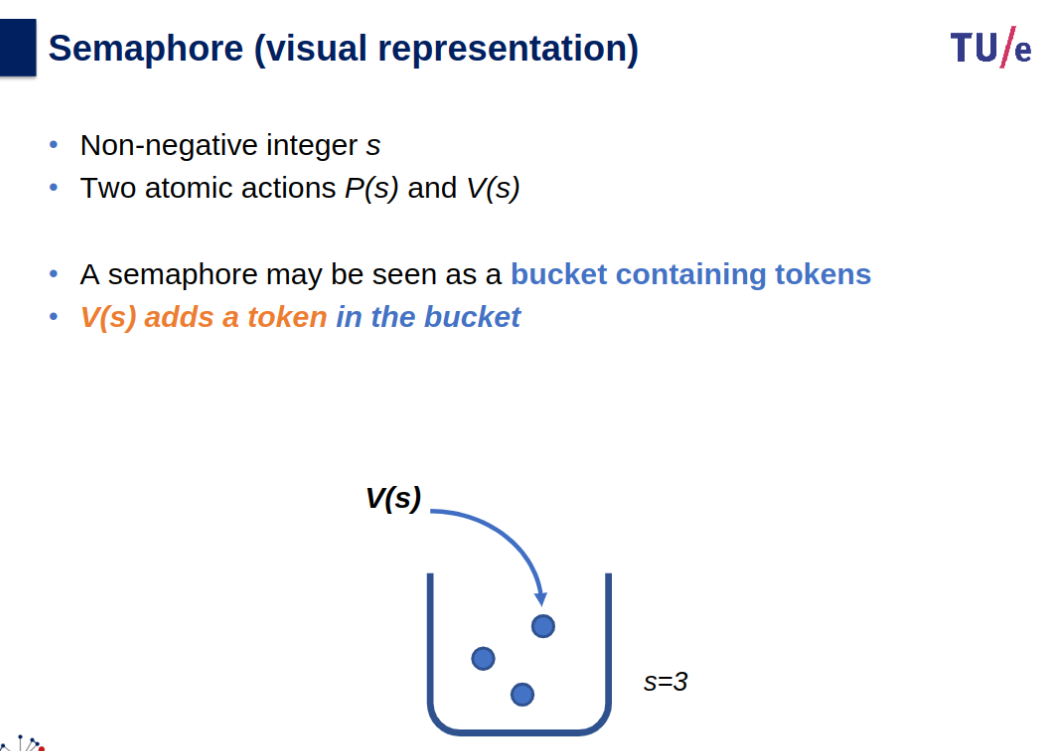 Semaphore (visual representation)
TU/e
• Non-negative integer s
• Two atomic actions P(s) and V(s)
• A semaphore may be seen as a bucket containing tokens
• V(s) adds a token in the bucket
V(s)
s=3